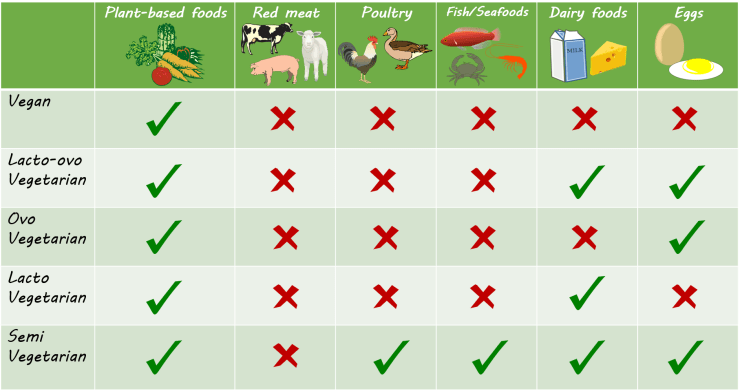 Plant-based foods
Red meat
Poultry
Fish/Seafoods
Dairy foods
Eggs
MILK
Vegan
Lacto-ovo
Vegetarian
Ovo
Vegetarian
Lacto
Vegetarian
Semi
Vegetarian